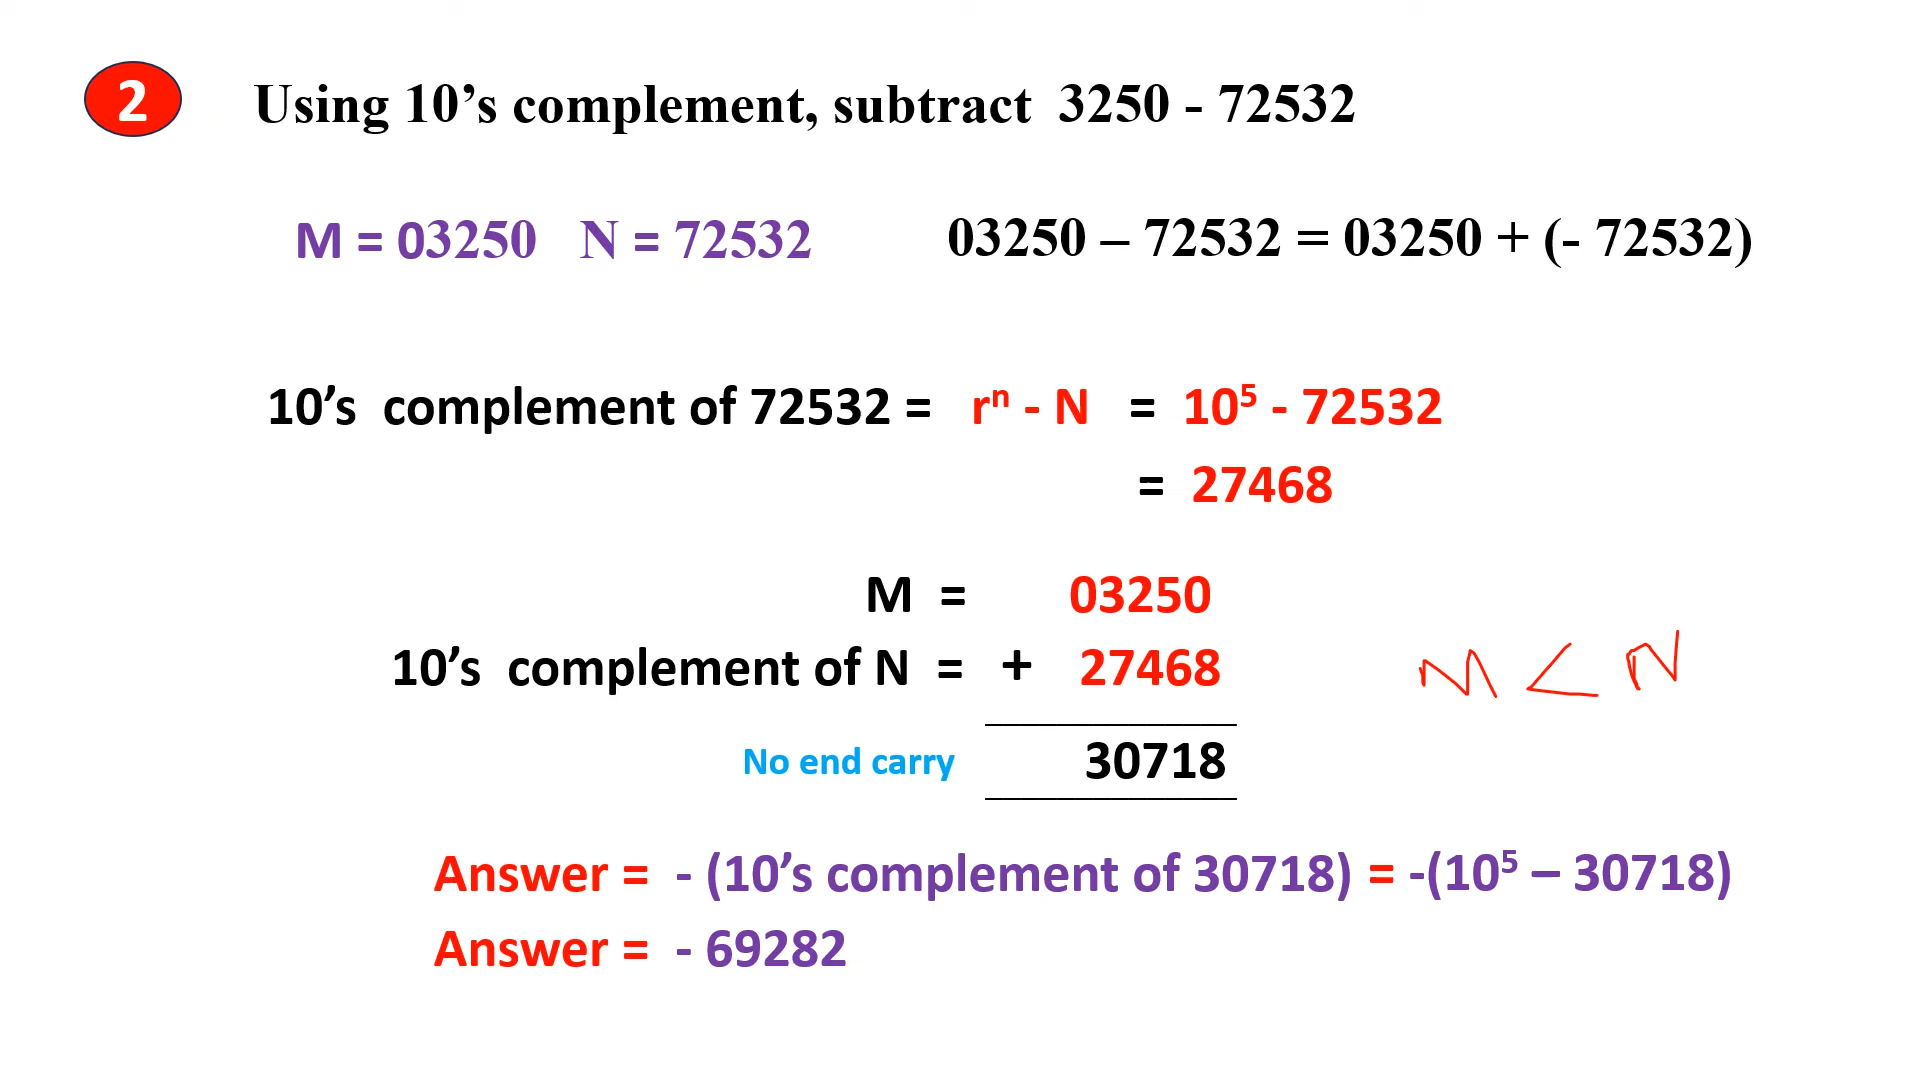 2 Using 10’s complement, subtract 3250 - 72532
M = 03250 N = 72532 03250 – 72532 = 03250 + (- 72532)
10’s complement of 72532 = rⁿ - N = 10⁵ - 72532
= 27468
M = 03250
10’s complement of N = + 27468 M < N
No end carry 30718
Answer = - (10’s complement of 30718) = -(10⁵ – 30718)
Answer = - 69282